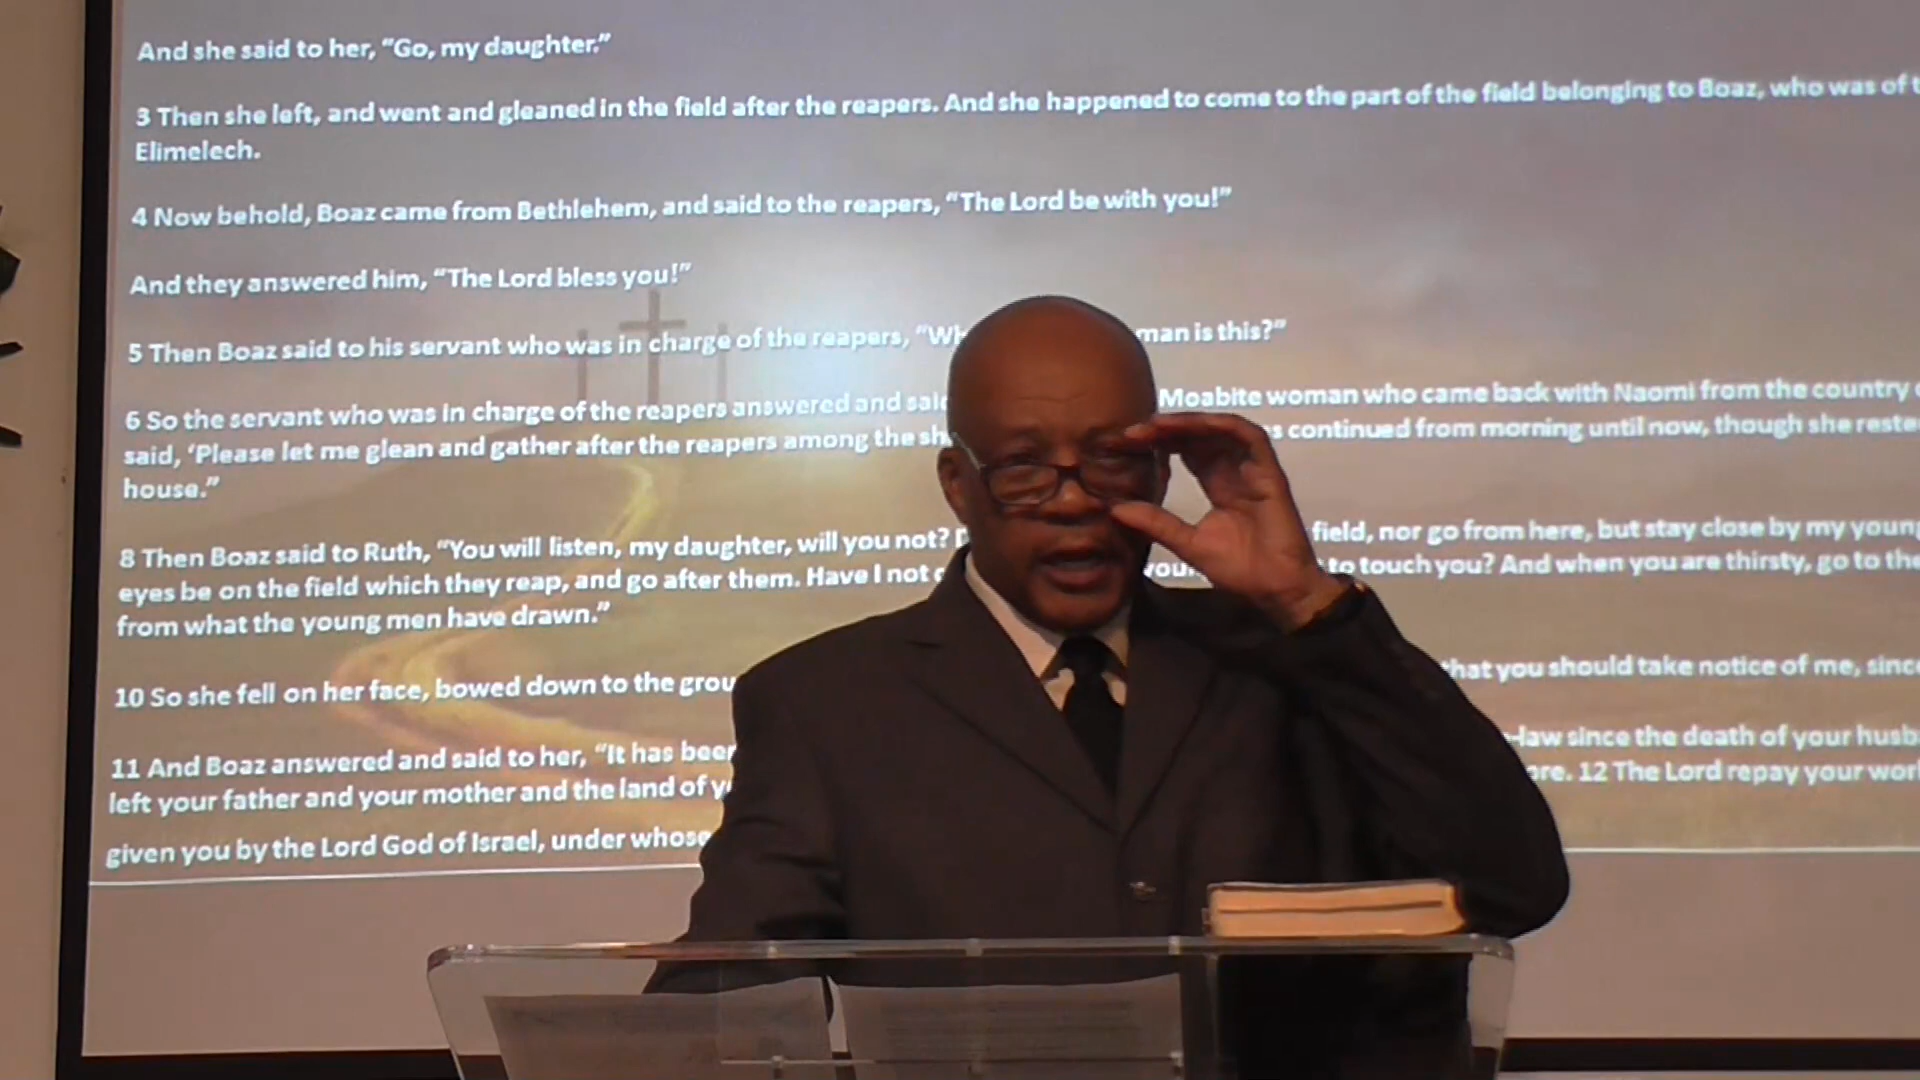 And she said to her, “Go, my daughter.”
3 Then she left, and went and gleaned in the field after the reapers. And she happened to come to the part of the field belonging to Boaz, who was of
Elimelech.
4 Now behold, Boaz came from Bethlehem, and said to the reapers, “The Lord be with you!”
And they answered him, “The Lord bless you!”
5 Then Boaz said to his servant who was in charge of the reapers, “Wh man is this?”
6 So the servant who was in charge of the reapers answered and said Moabite woman who came back with Naomi from the country
said, ‘Please let me glean and gather after the reapers among the sh s continued from morning until now, though she reste
house.”
8 Then Boaz said to Ruth, “You will listen, my daughter, will you not? field, nor go from here, but stay close by my young
eyes be on the field which they reap, and go after them. Have I not to touch you? And when you are thirsty, go to the
from what the young men have drawn.”
10 So she fell on her face, bowed down to the grou that you should take notice of me, since
11 And Boaz answered and said to her, “It has been -law since the death of your husb
left your father and your mother and the land of y ore. 12 The Lord repay your wor
given you by the Lord God of Israel, under whose